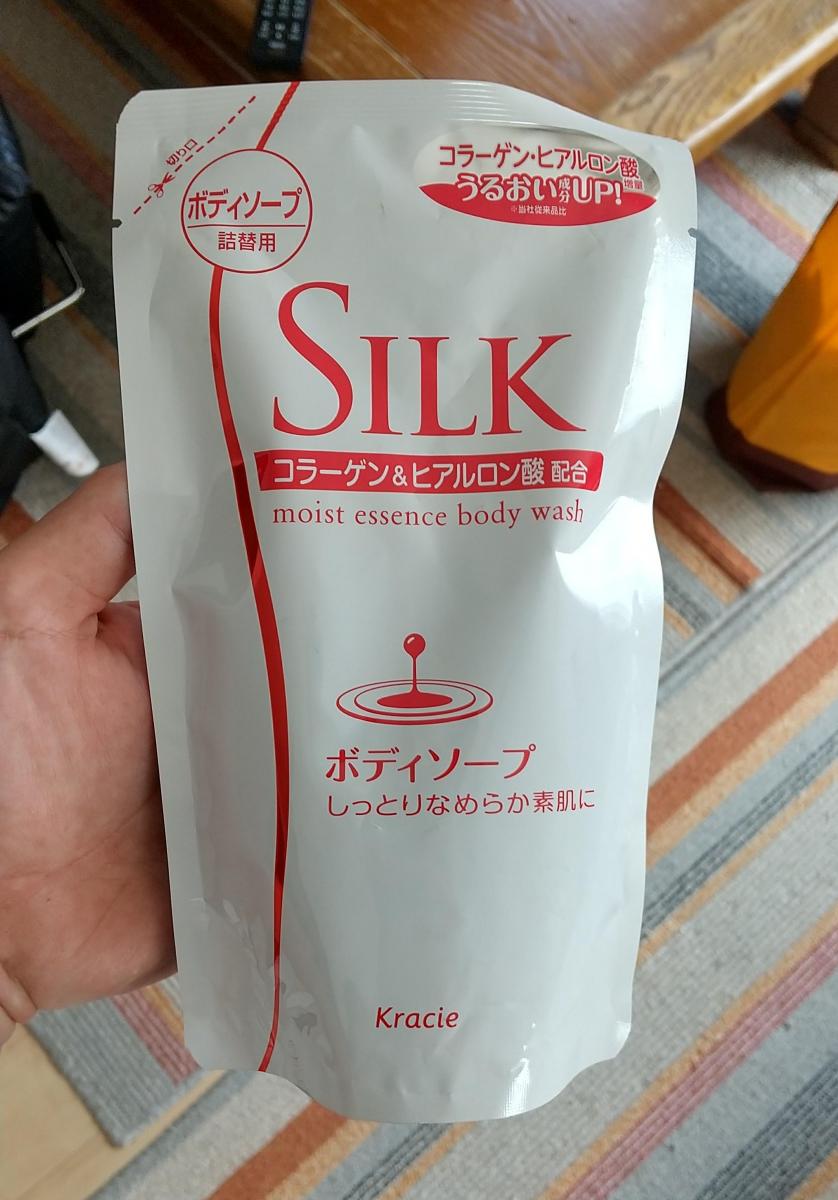 切り口
ボディソープ
詰替用
コラーゲン・ヒアルロン酸
うるおい成分UP!増量
※当社従来品比
SILK
コラーゲン&ヒアルロン酸 配合
moist essence body wash
ボディソープ
しっとりなめらか素肌に
Kracie